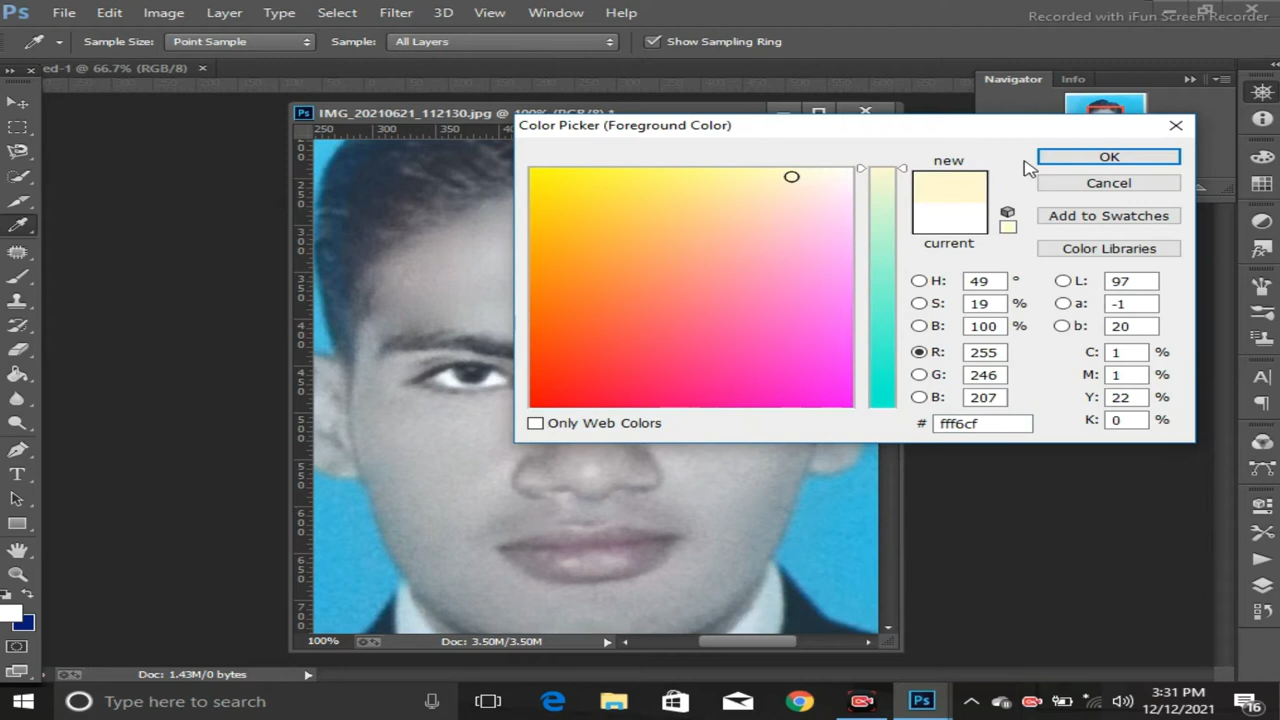 Ps File Edit Image Layer Type Select Filter 3D View Window Help
Recorded with iFun Screen Recorder
Sample Size: Point Sample Sample: All Layers Show Sampling Ring
ed-1 @ 66.7% (RGB/8) ×
Navigator Info
Ps IMG_20210621_112130.jpg @ 100% (RGB/8)
250 300 350
Color Picker (Foreground Color)
new
current
OK
Cancel
Add to Swatches
Color Libraries
H: 49 °
S: 19 %
B: 100 %
R: 255
G: 246
B: 207
# fff6cf
L: 97
a: -1
b: 20
C: 1 %
M: 1 %
Y: 22 %
K: 0 %
Only Web Colors
100% Doc: 3.50M/3.50M
Doc: 1.43M/0 bytes
Type here to search
Ps
3:31 PM
12/12/2021
16